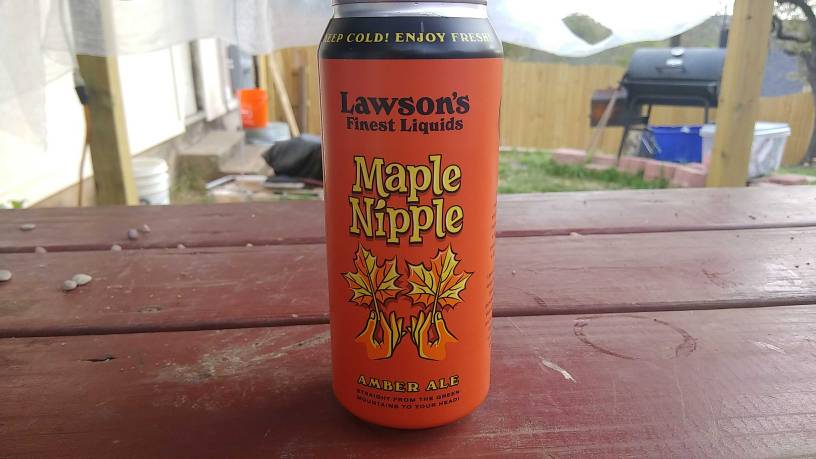 EEP COLD! ENJOY FRESH
Lawson's
Finest Liquids
Maple
Nipple
AMBER ALE
STRAIGHT FROM THE GREEN
MOUNTAINS TO YOUR HEAD!